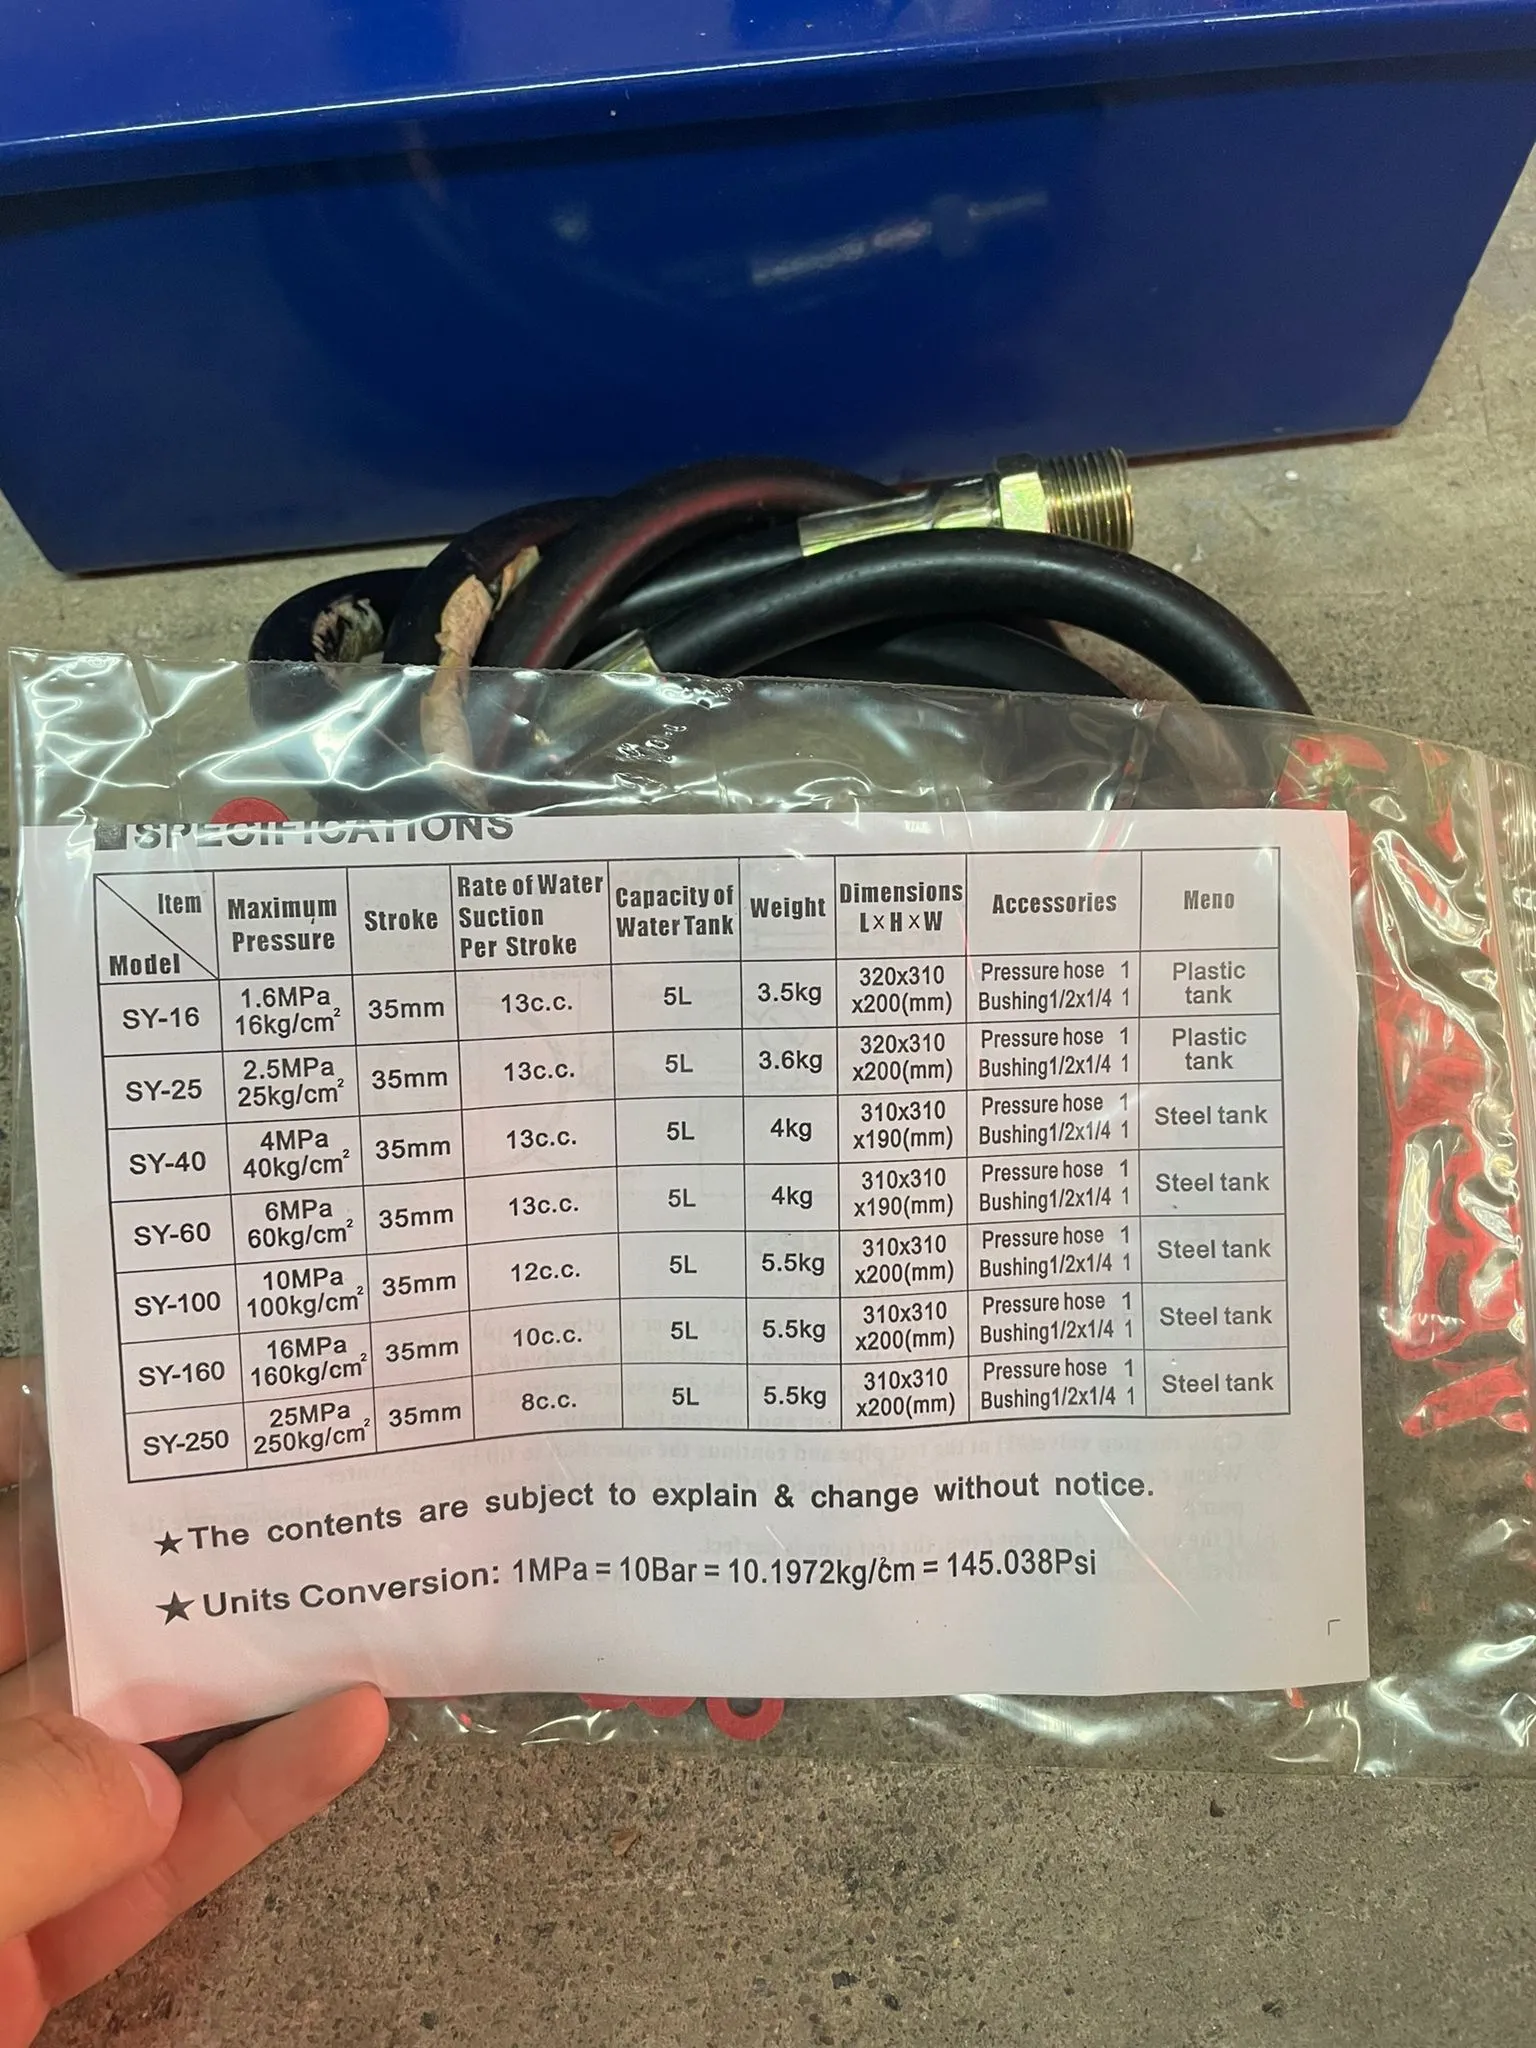 ■SPECIFICATIONS
Item
Model
Maximum
Pressure
Stroke
Rate of Water
Suction
Per Stroke
Capacity of
Water Tank
Weight
Dimensions
L×H×W
Accessories
Meno
SY-16
1.6MPa
16kg/cm²
35mm
13c.c.
5L
3.5kg
320x310
x200(mm)
Pressure hose 1
Bushing1/2x1/4 1
Plastic
tank
SY-25
2.5MPa
25kg/cm²
35mm
13c.c.
5L
3.6kg
320x310
x200(mm)
Pressure hose 1
Bushing1/2x1/4 1
Plastic
tank
SY-40
4MPa
40kg/cm²
35mm
13c.c.
5L
4kg
310x310
x190(mm)
Pressure hose 1
Bushing1/2x1/4 1
Steel tank
SY-60
6MPa
60kg/cm²
35mm
13c.c.
5L
4kg
310x310
x190(mm)
Pressure hose 1
Bushing1/2x1/4 1
Steel tank
SY-100
10MPa
100kg/cm²
35mm
12c.c.
5L
5.5kg
310x310
x200(mm)
Pressure hose 1
Bushing1/2x1/4 1
Steel tank
SY-160
16MPa
160kg/cm²
35mm
10c.c.
5L
5.5kg
310x310
x200(mm)
Pressure hose 1
Bushing1/2x1/4 1
Steel tank
SY-250
25MPa
250kg/cm²
35mm
8c.c.
5L
5.5kg
310x310
x200(mm)
Pressure hose 1
Bushing1/2x1/4 1
Steel tank
★The contents are subject to explain & change without notice.
★Units Conversion: 1MPa = 10Bar = 10.1972kg/c²m = 145.038Psi